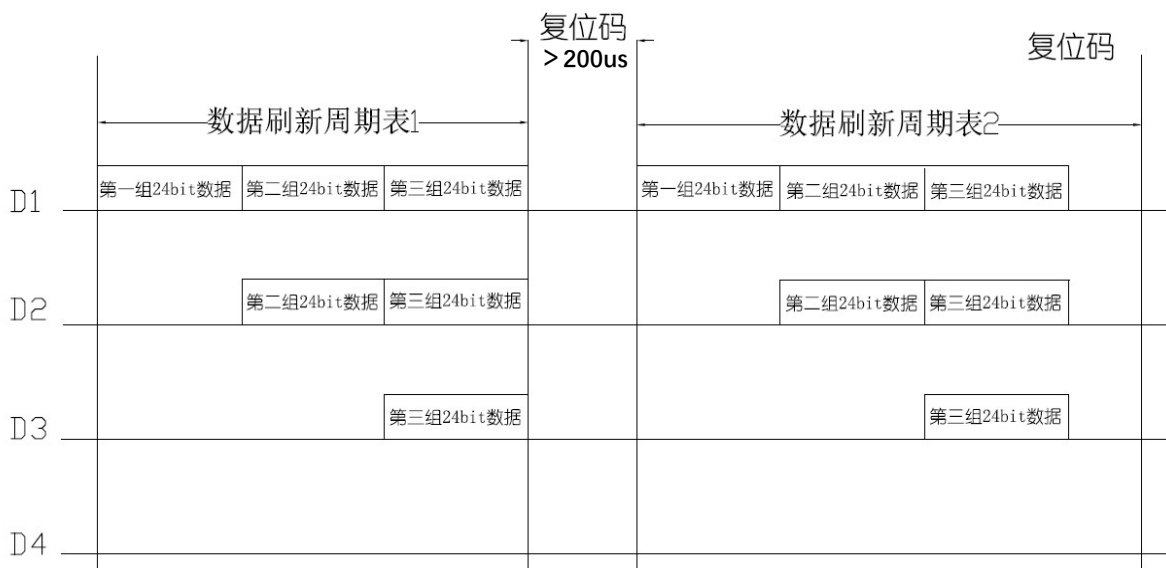 复位码
＞200us
复位码
数据刷新周期表1
数据刷新周期表2
D1
第一组24bit数据
第二组24bit数据
第三组24bit数据
第一组24bit数据
第二组24bit数据
第三组24bit数据
D2
第二组24bit数据
第三组24bit数据
第二组24bit数据
第三组24bit数据
D3
第三组24bit数据
第三组24bit数据
D4